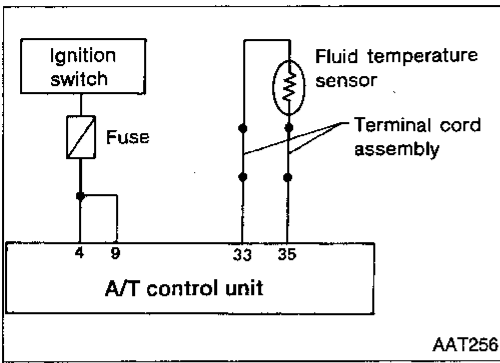 Ignition
switch
Fluid temperature
sensor
Fuse
Terminal cord
assembly
4 9 33 35
A/T control unit
AAT256